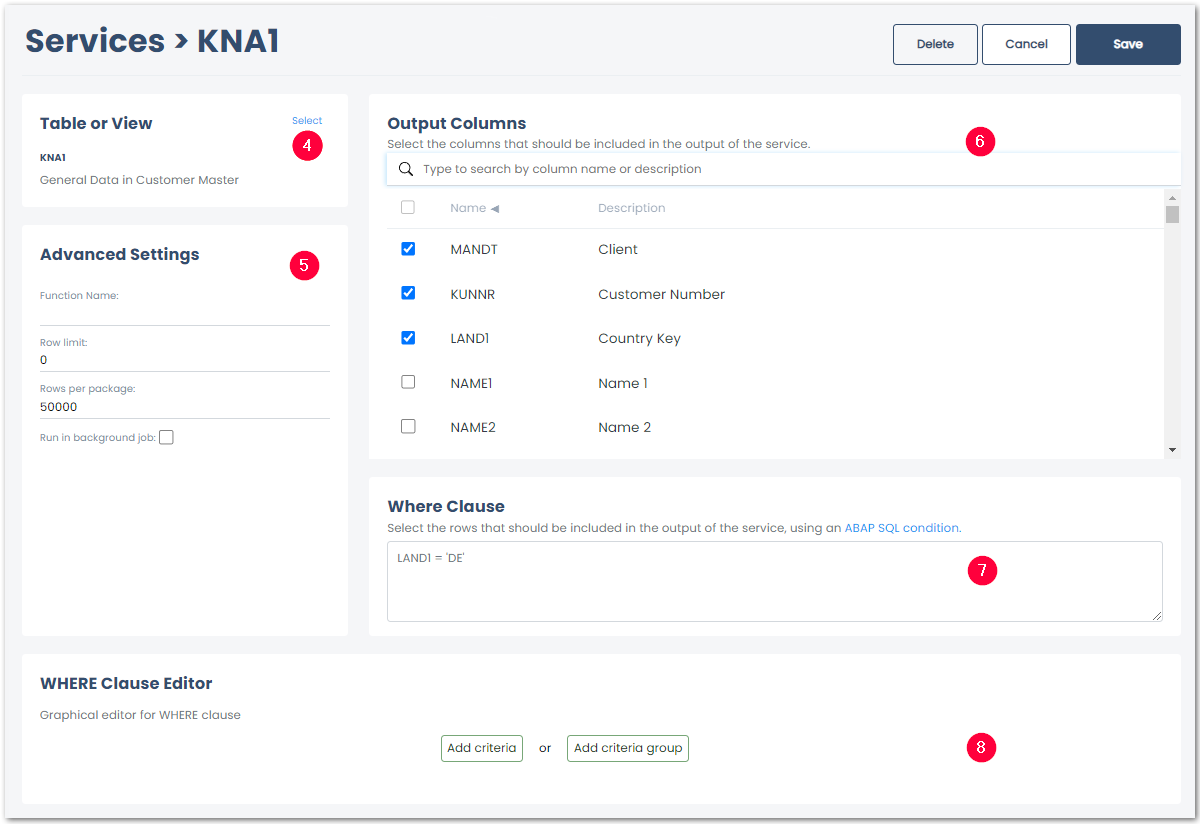 Services > KNA1
Delete
Cancel
Save
Table or View
Select
4
KNA1
General Data in Customer Master
Advanced Settings
5
Function Name:
Row limit:
0
Rows per package:
50000
Run in background job:
Output Columns
Select the columns that should be included in the output of the service.
6
Type to search by column name or description
Name ◀ Description
MANDT Client
KUNNR Customer Number
LAND1 Country Key
NAME1 Name 1
NAME2 Name 2
Where Clause
Select the rows that should be included in the output of the service, using an ABAP SQL condition.
LAND1 = 'DE'
7
WHERE Clause Editor
Graphical editor for WHERE clause
Add criteria or Add criteria group
8